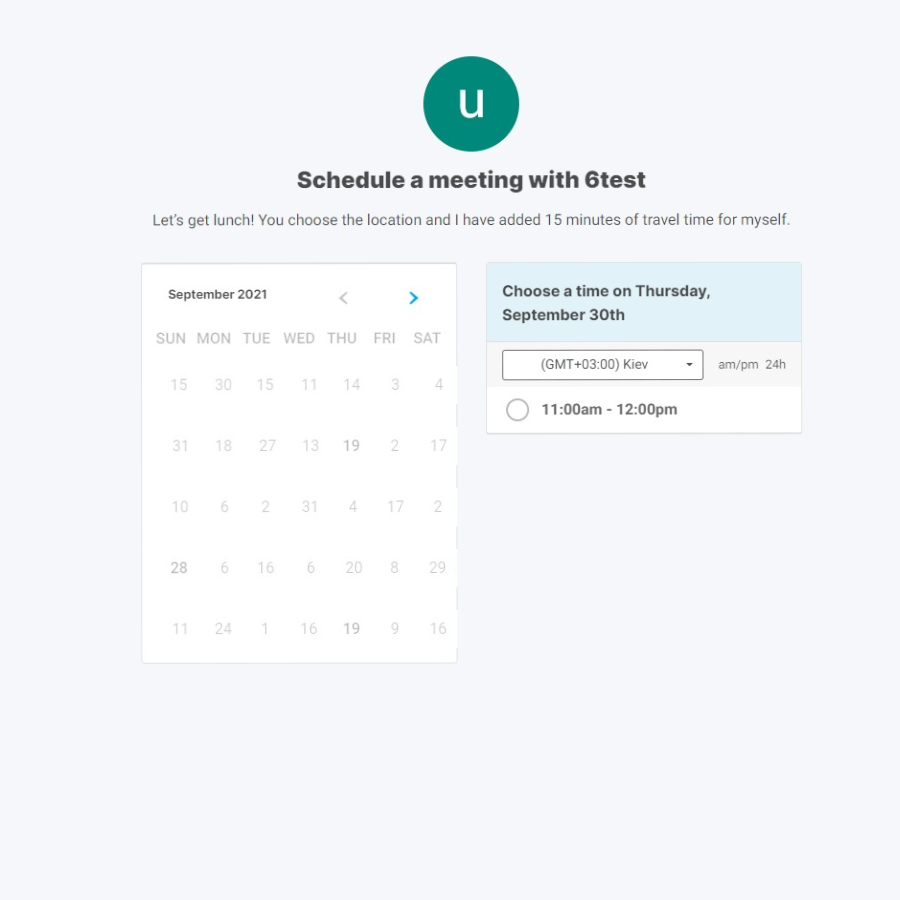 u
Schedule a meeting with 6test
Let's get lunch! You choose the location and I have added 15 minutes of travel time for myself.
September 2021
SUN MON TUE WED THU FRI SAT
15 30 15 11 14 3 4
31 18 27 13 19 2 17
10 6 2 31 4 17 2
28 6 16 6 20 8 29
11 24 1 16 19 9 16
Choose a time on Thursday,
September 30th
(GMT+03:00) Kiev am/pm 24h
11:00am - 12:00pm